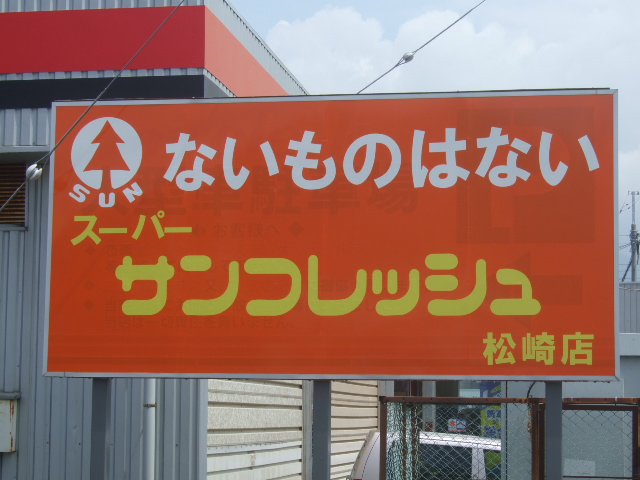 ないものはない
SUN
スーパー
サンフレッシュ
松崎店